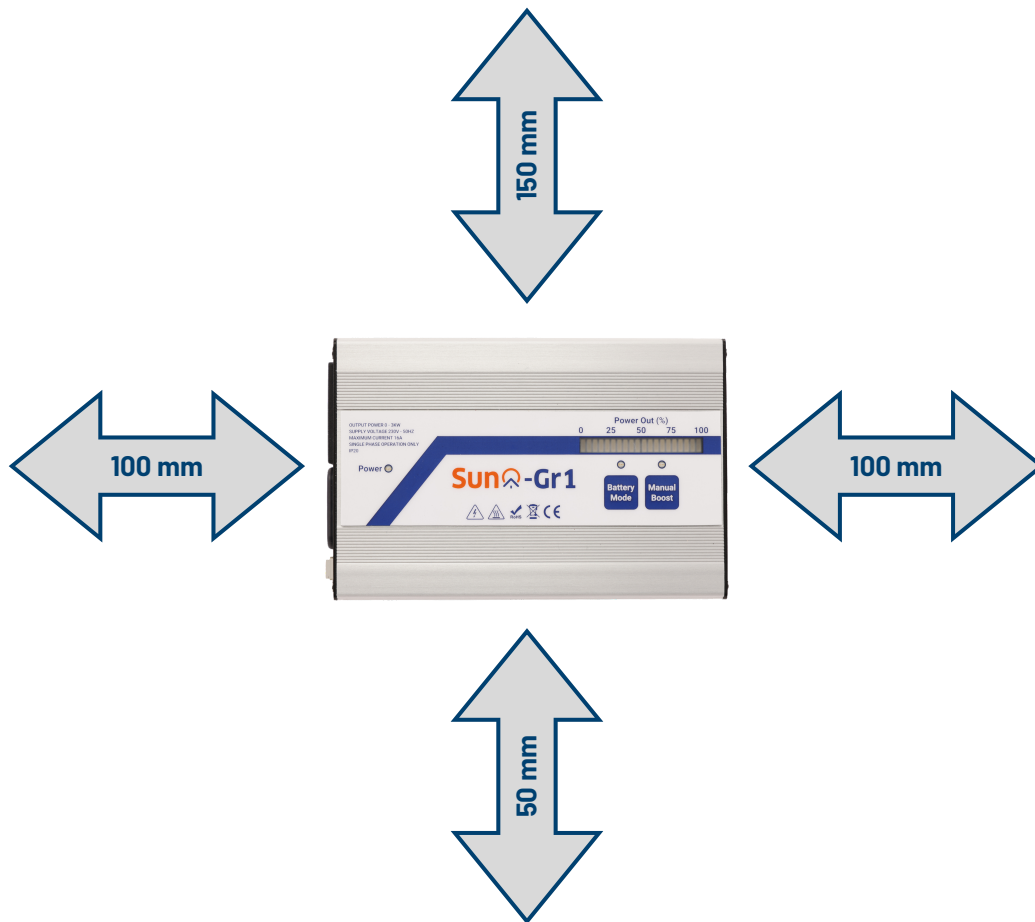 150 mm
100 mm
OUTPUT POWER 0 - 3KW
SUPPLY VOLTAGE 230V - 50HZ
MAXIMUM CURRENT 16A
SINGLE PHASE OPERATION ONLY
IP20
Power
Power Out (%)
0 25 50 75 100
Sun-Gr1
Battery
Mode
Manual
Boost
RoHS
CE
100 mm
50 mm